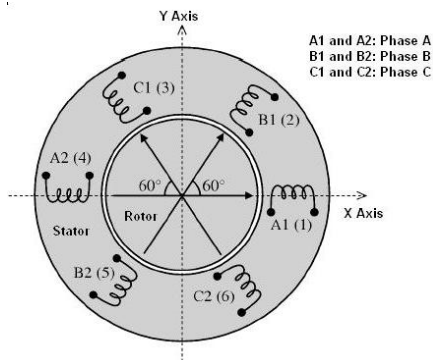 Y Axis
A1 and A2: Phase A
B1 and B2: Phase B
C1 and C2: Phase C
C1 (3)
B1 (2)
A2 (4)
60° 60°
Rotor
X Axis
A1 (1)
Stator
B2 (5)
C2 (6)